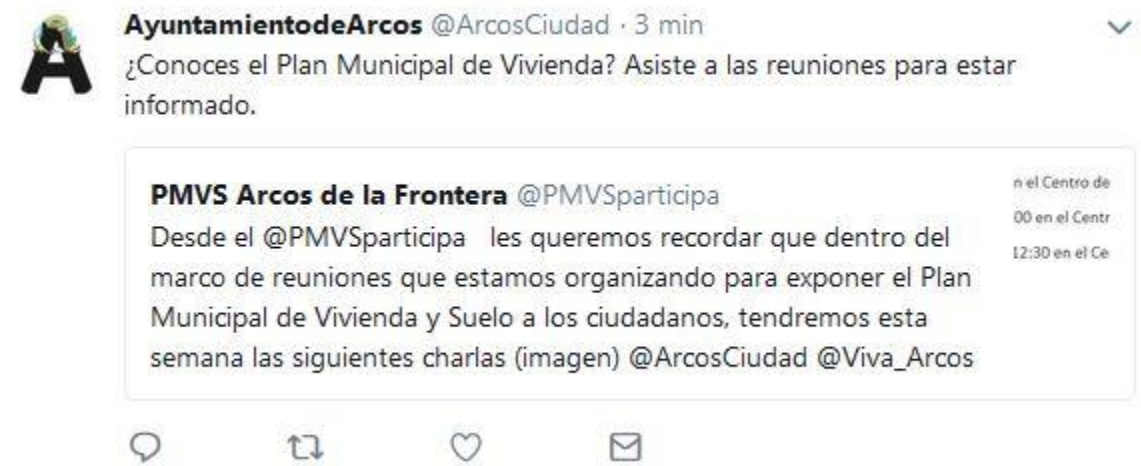 AyuntamientodeArcos @ArcosCiudad · 3 min
¿Conoces el Plan Municipal de Vivienda? Asiste a las reuniones para estar
informado.
PMVS Arcos de la Frontera @PMVSparticipa
Desde el @PMVSparticipa les queremos recordar que dentro del
marco de reuniones que estamos organizando para exponer el Plan
Municipal de Vivienda y Suelo a los ciudadanos, tendremos esta
semana las siguientes charlas (imagen) @ArcosCiudad @Viva_Arcos
n el Centro de
00 en el Centr
12:30 en el Ce